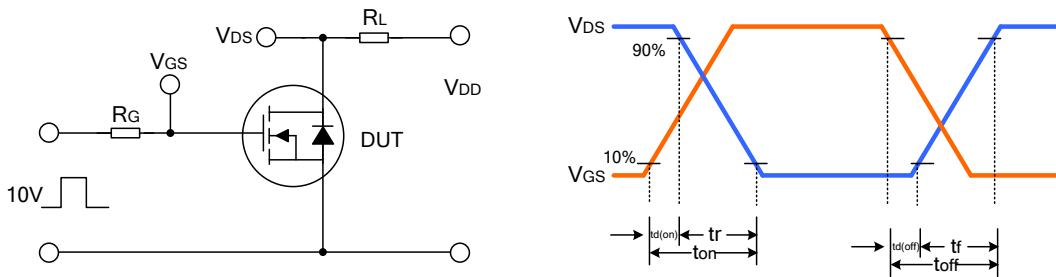 RL
VDS
VGS
VDD
RG
DUT
10V
VDS
90%
10%
VGS
td(on)
tr
ton
td(off)
tf
toff